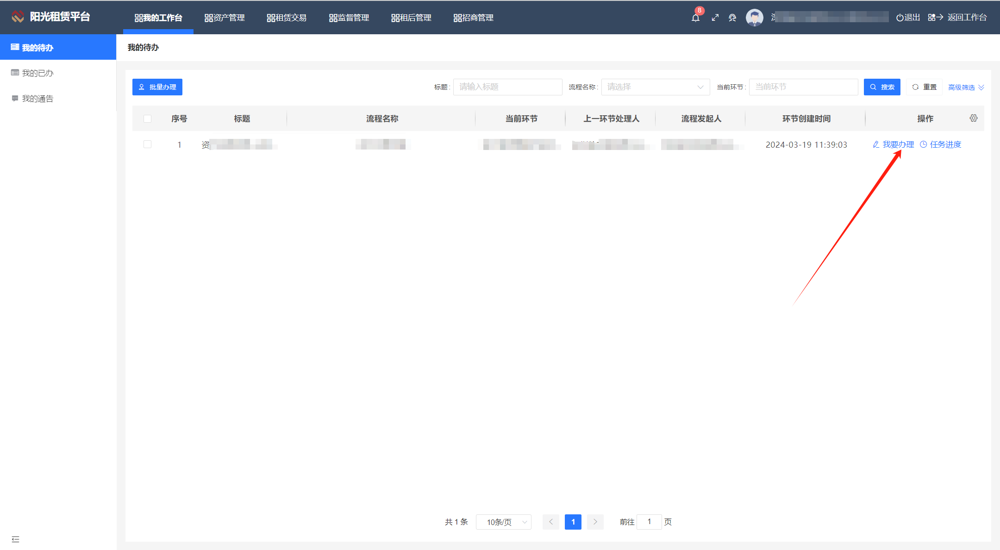 阳光租赁平台
我的工作台 资产管理 租赁交易 监督管理 租后管理 招商管理 8 退出 返回工作台
我的待办
我的已办
我的通告
我的待办
批量办理 标题: 请输入标题 流程名称: 请选择 当前环节: 当前环节 搜索 重置 高级筛选
序号 标题 流程名称 当前环节 上一环节处理人 流程发起人 环节创建时间 操作
1 资 2024-03-19 11:39:03 我要办理 任务进度
共 1 条 10条/页 1 前往 1 页